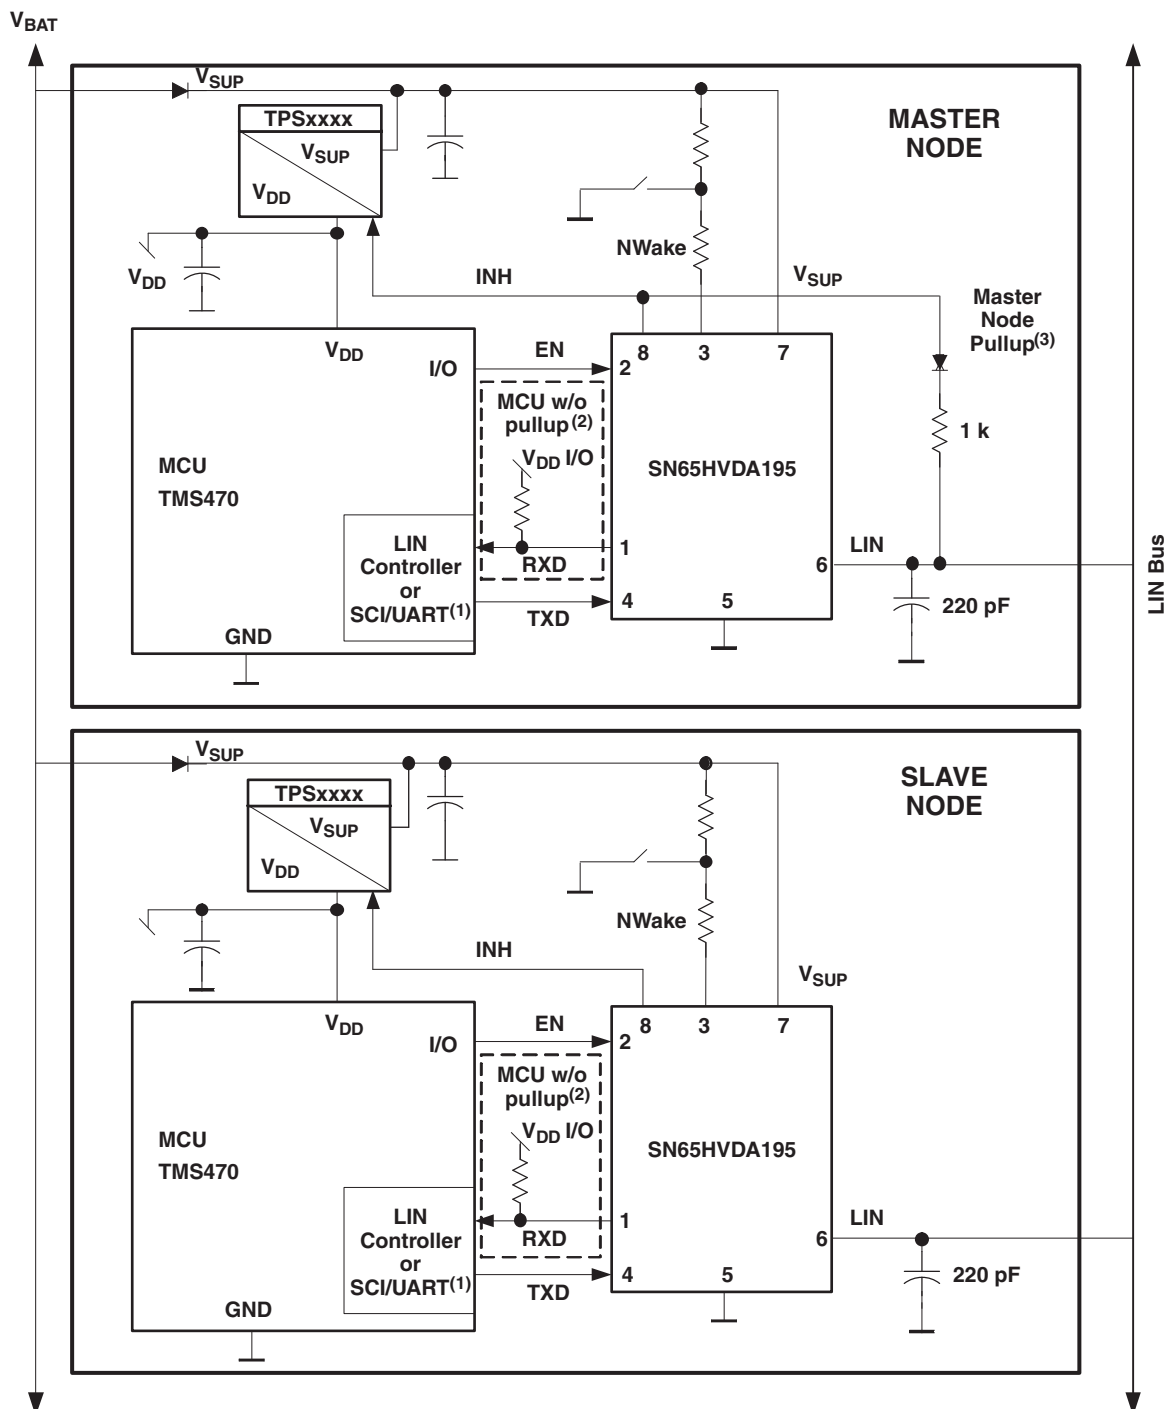 VBAT
VSUP
TPSxxxx
VSUP
VDD
MASTER
NODE
NWake
VDD
INH
VSUP
Master
Node
Pullup(3)
VDD
I/O
EN
8
3
7
2
MCU w/o
pullup(2)
VDD I/O
1 k
MCU
TMS470
SN65HVDA195
LIN
Controller
or
SCI/UART(1)
RXD
1
TXD
4
5
6
LIN
220 pF
GND
LIN Bus
VSUP
TPSxxxx
VSUP
VDD
SLAVE
NODE
NWake
INH
VSUP
VDD
I/O
EN
8
3
7
2
MCU w/o
pullup(2)
VDD I/O
MCU
TMS470
SN65HVDA195
LIN
Controller
or
SCI/UART(1)
RXD
1
TXD
4
5
6
LIN
220 pF
GND